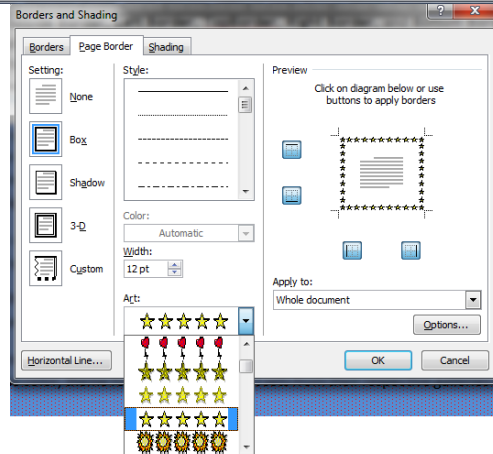 Borders and Shading
Borders
Page Border
Shading
Setting:
None
Box
Shadow
3-D
Custom
Style:
Color:
Automatic
Width:
12 pt
Art:
Preview
Click on diagram below or use
buttons to apply borders
Apply to:
Whole document
Options...
Horizontal Line...
OK
Cancel